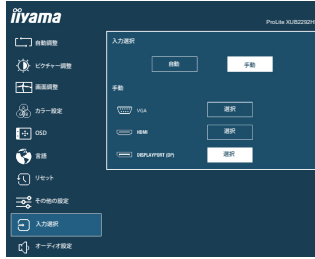 iiyama
ProLite XUB2292H
自動調整
入力選択
自動
手動
ピクチャー調整
画面調整
手動
カラー設定
VGA
選択
OSD
HDMI
選択
言語
DISPLAYPORT (DP)
選択
リセット
その他の設定
入力選択
オーディオ設定